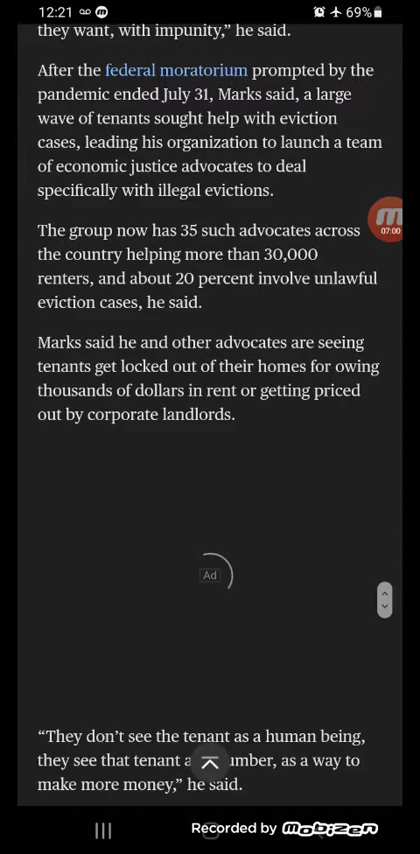 12:21
69%
they want, with impunity," he said.
After the federal moratorium prompted by the
pandemic ended July 31, Marks said, a large
wave of tenants sought help with eviction
cases, leading his organization to launch a team
of economic justice advocates to deal
specifically with illegal evictions.
The group now has 35 such advocates across
the country helping more than 30,000
renters, and about 20 percent involve unlawful
eviction cases, he said.
07:00
Marks said he and other advocates are seeing
tenants get locked out of their homes for owing
thousands of dollars in rent or getting priced
out by corporate landlords.
Ad
“They don’t see the tenant as a human being,
they see that tenant a umber, as a way to
make more money,” he said.
Recorded by mobizen